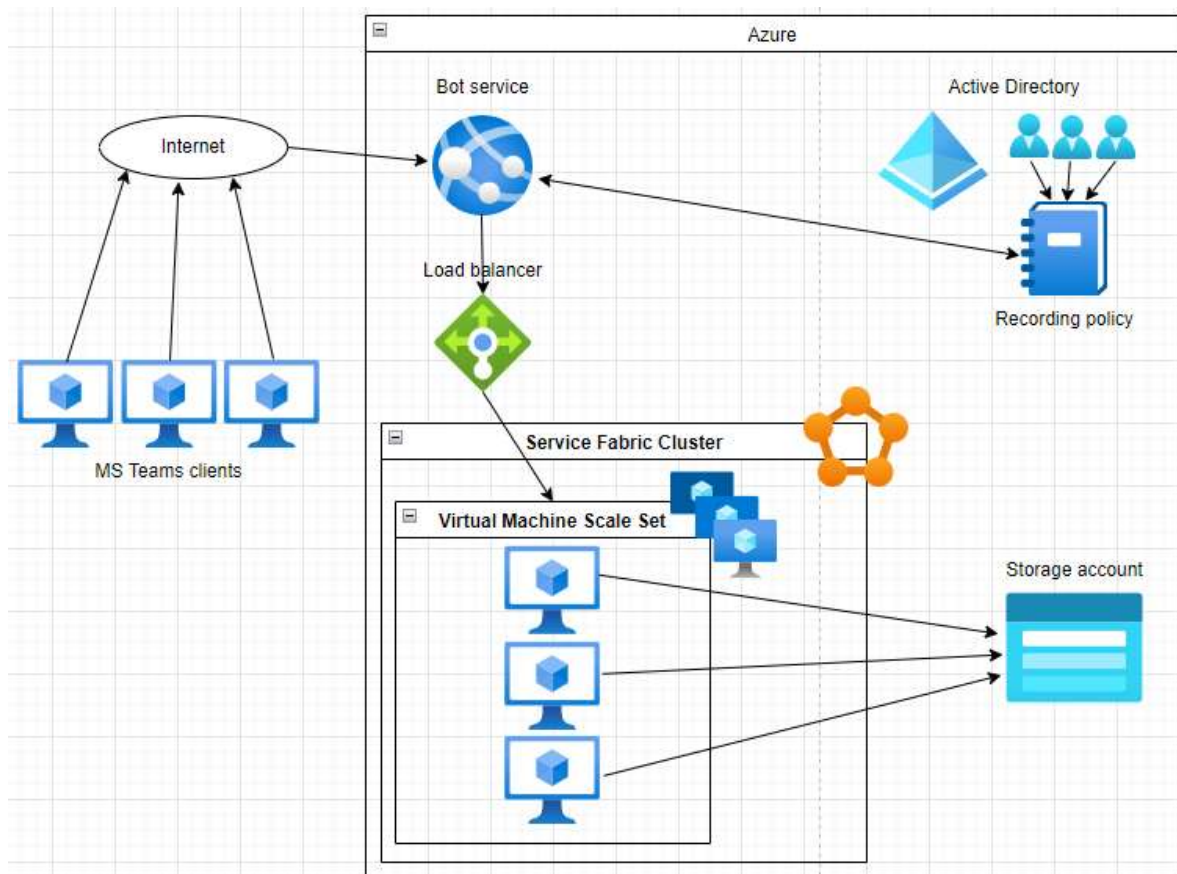 Azure
Bot service
Active Directory
Internet
Load balancer
Recording policy
MS Teams clients
Service Fabric Cluster
Virtual Machine Scale Set
Storage account